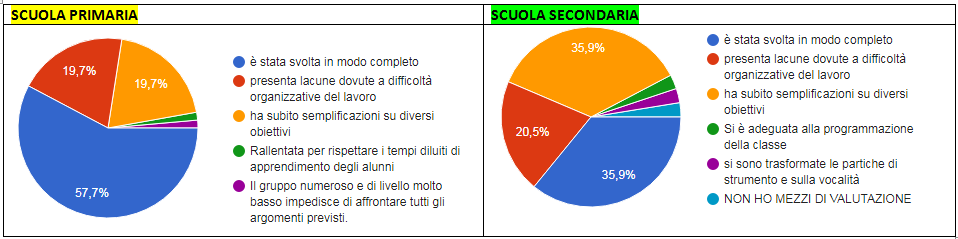 SCUOLA PRIMARIA
19,7%
19,7%
57,7%
è stata svolta in modo completo
presenta lacune dovute a difficoltà
organizzative del lavoro
ha subito semplificazioni su diversi
obiettivi
Rallentata per rispettare i tempi diluiti di
apprendimento degli alunni
Il gruppo numeroso e di livello molto
basso impedisce di affrontare tutti gli
argomenti previsti.
SCUOLA SECONDARIA
35,9%
20,5%
35,9%
è stata svolta in modo completo
presenta lacune dovute a difficoltà
organizzative del lavoro
ha subito semplificazioni su diversi
obiettivi
Si è adeguata alla programmazione
della classe
si sono trasformate le partiche di
strumento e sulla vocalità
NON HO MEZZI DI VALUTAZIONE